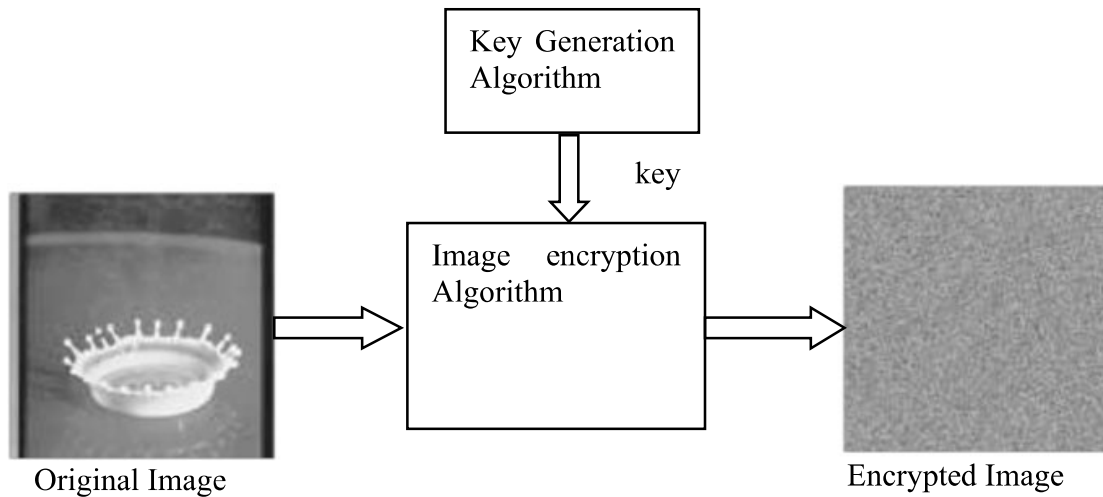 Key Generation
Algorithm
key
Image encryption
Algorithm
Original Image
Encrypted Image